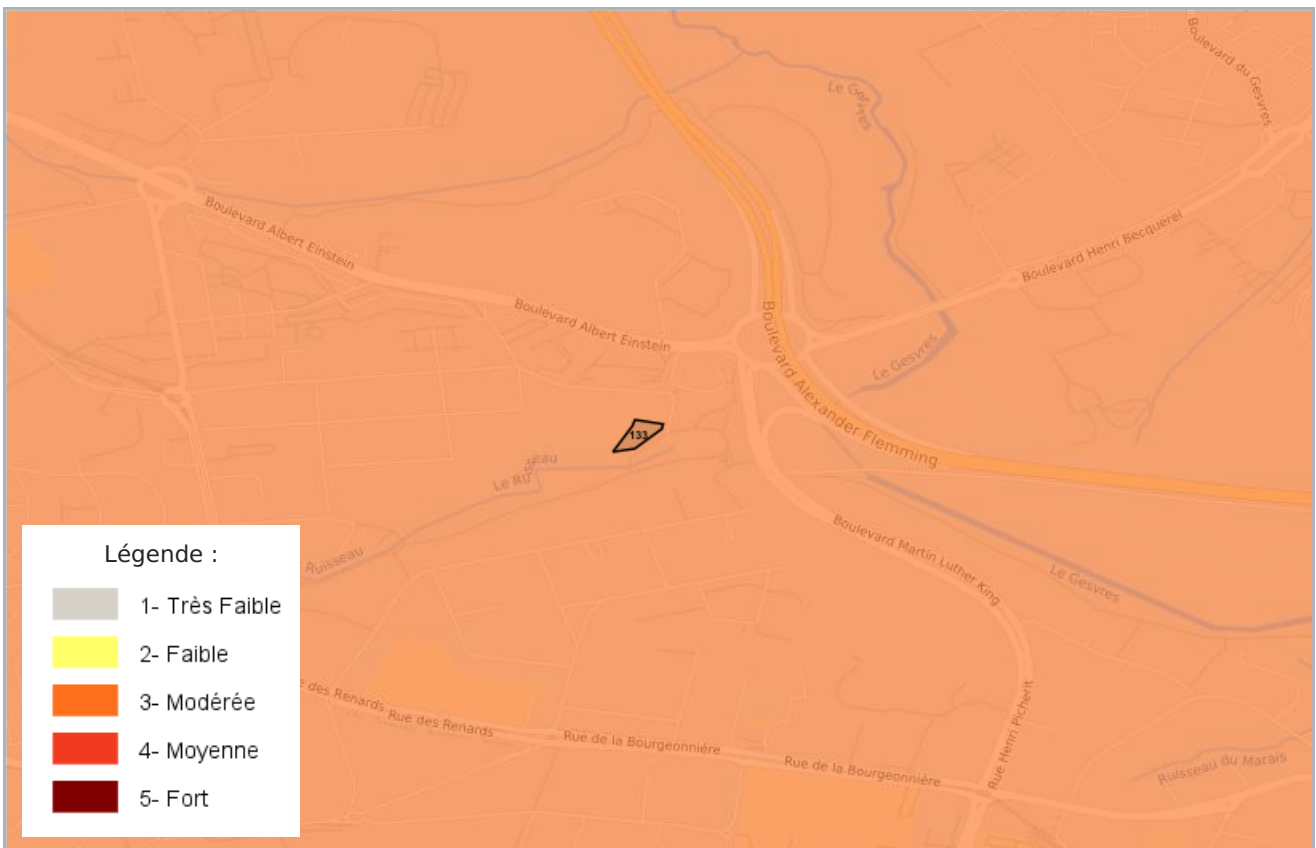 Boulevard du Gesvres
Le Gesvres
Boulevard Albert Einstein
Boulevard Henri Becquerel
Boulevard Albert Einstein
Boulevard Alexander Flemming
Le Gesvres
133
Le Ruisseau
Boulevard Martin Luther King
Ruisseau
Le Gesvres
Légende :
1- Très Faible
2- Faible
3- Modérée
4- Moyenne
5- Fort
e des Renards
Rue des Renards
Rue de la Bourgeonnière
Rue de la Bourgeonnière
Rue Henri Picherit
Ruisseau du Marais